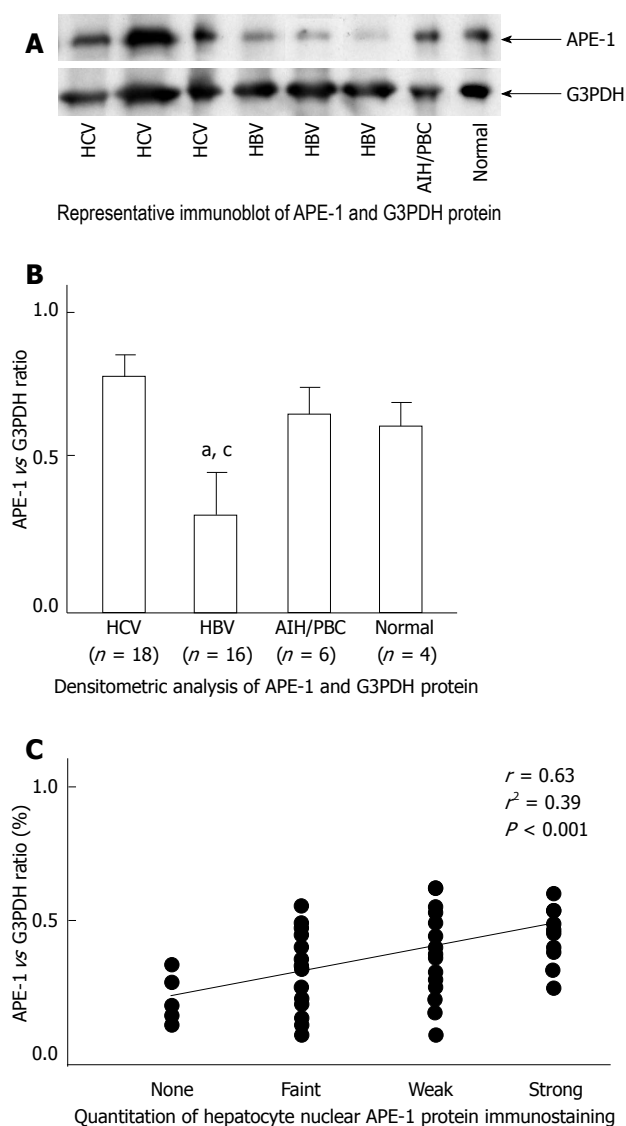 A
APE-1
G3PDH
HCV HCV HCV HBV HBV HBV AIH/PBC Normal
Representative immunoblot of APE-1 and G3PDH protein
B
APE-1 vs G3PDH ratio
1.0
0.5
0.0
a, c
HCV HBV AIH/PBC Normal
(n = 18) (n = 16) (n = 6) (n = 4)
Densitometric analysis of APE-1 and G3PDH protein
C
APE-1 vs G3PDH ratio (%)
1.0
0.5
0.0
r = 0.63
r² = 0.39
P < 0.001
None Faint Weak Strong
Quantitation of hepatocyte nuclear APE-1 protein immunostaining